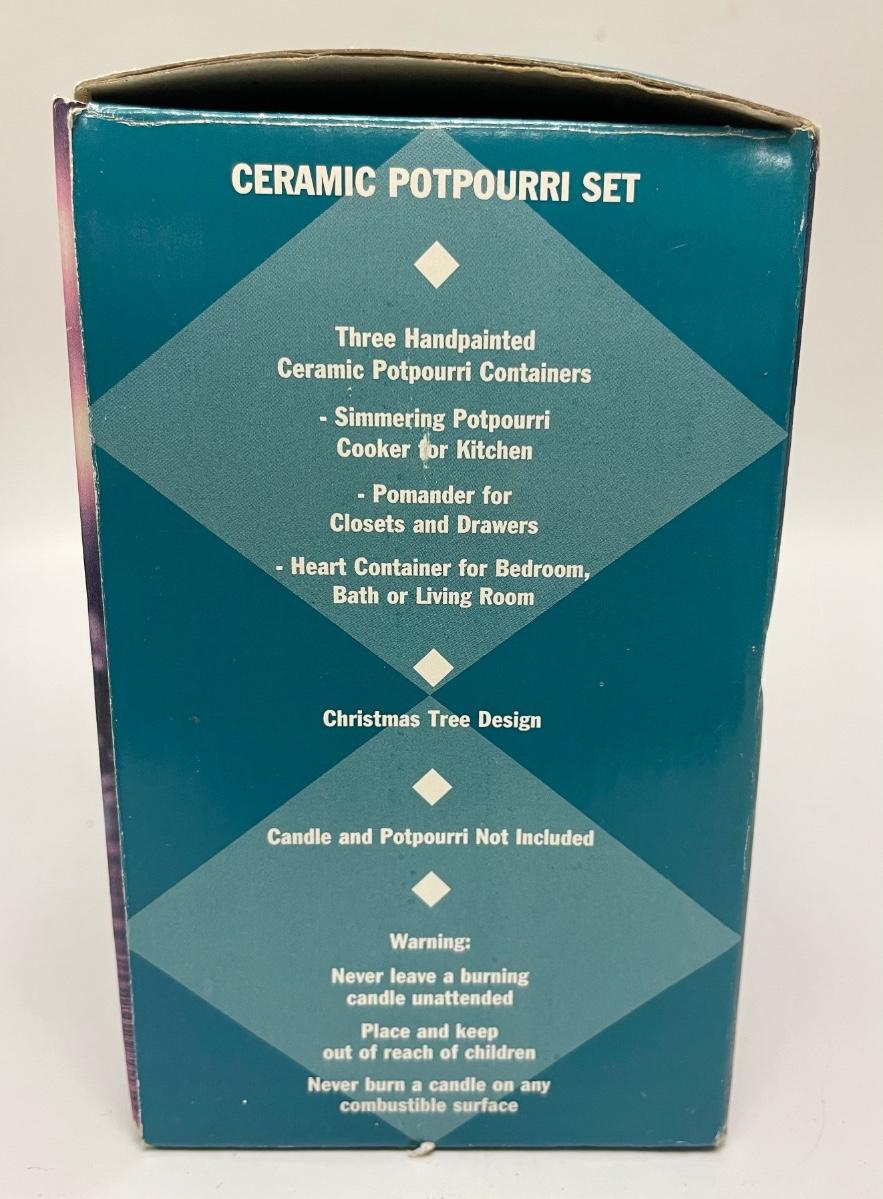 CERAMIC POTPOURRI SET
Three Handpainted
Ceramic Potpourri Containers
- Simmering Potpourri
Cooker for Kitchen
- Pomander for
Closets and Drawers
- Heart Container for Bedroom,
Bath or Living Room
Christmas Tree Design
Candle and Potpourri Not Included
Warning:
Never leave a burning
candle unattended
Place and keep
out of reach of children
Never burn a candle on any
combustible surface